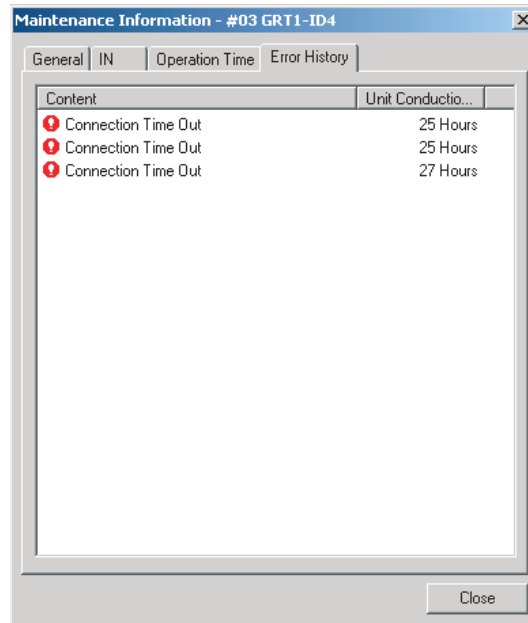 Maintenance Information - #03 GRT1-ID4
General IN Operation Time Error History
Content Unit Conductio...
Connection Time Out 25 Hours
Connection Time Out 25 Hours
Connection Time Out 27 Hours
Close